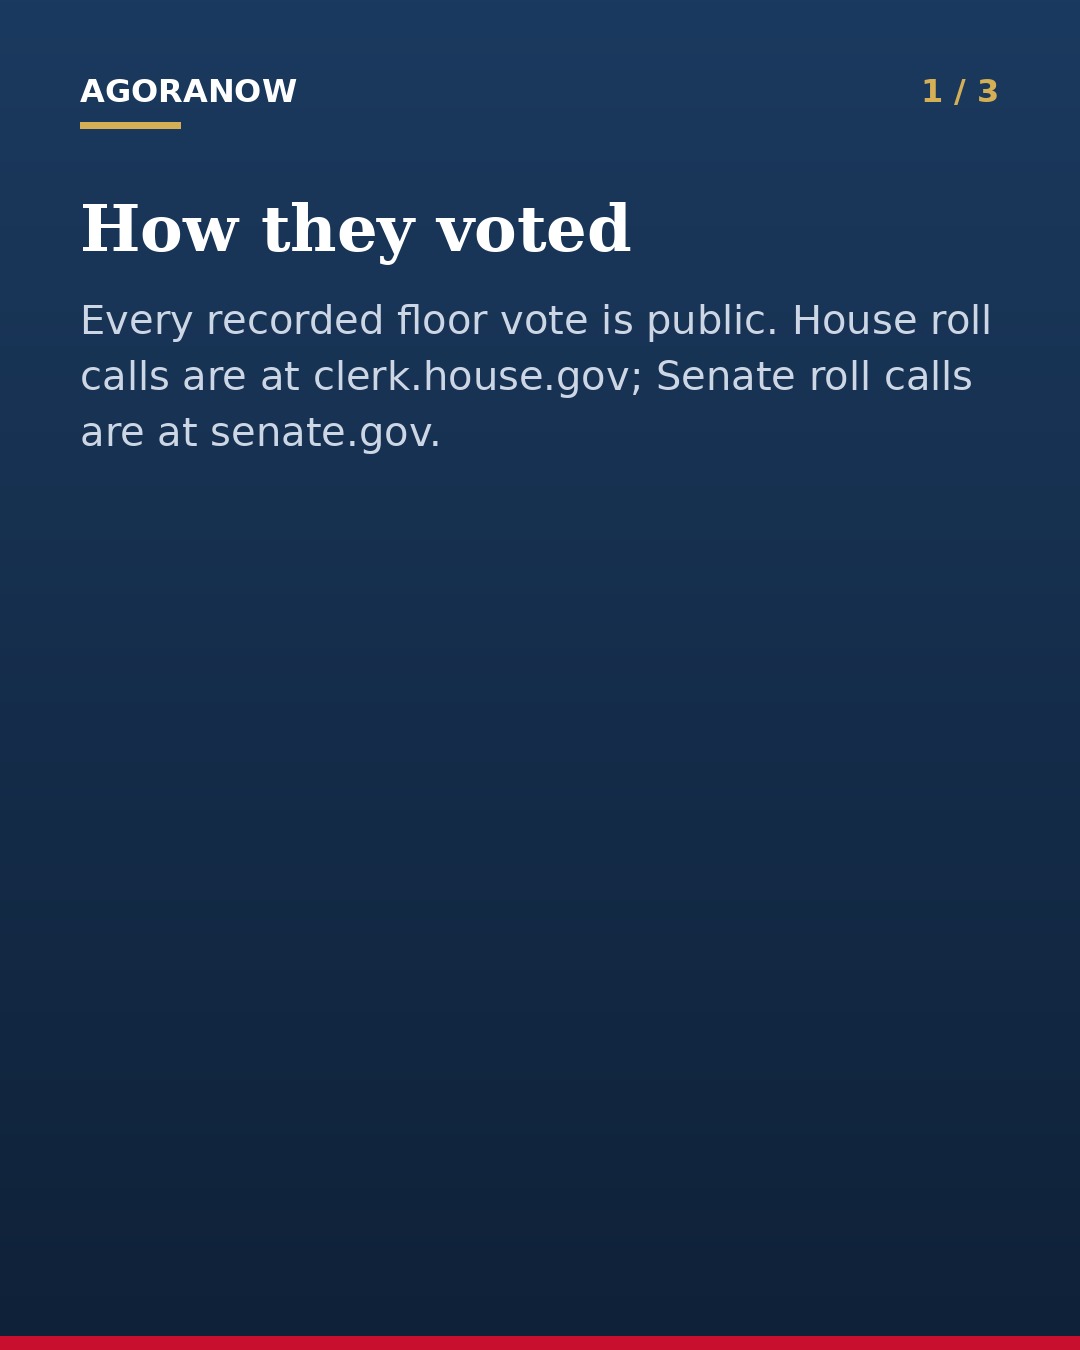 AGORANOW
1 / 3
How they voted
Every recorded floor vote is public. House roll
calls are at clerk.house.gov; Senate roll calls
are at senate.gov.